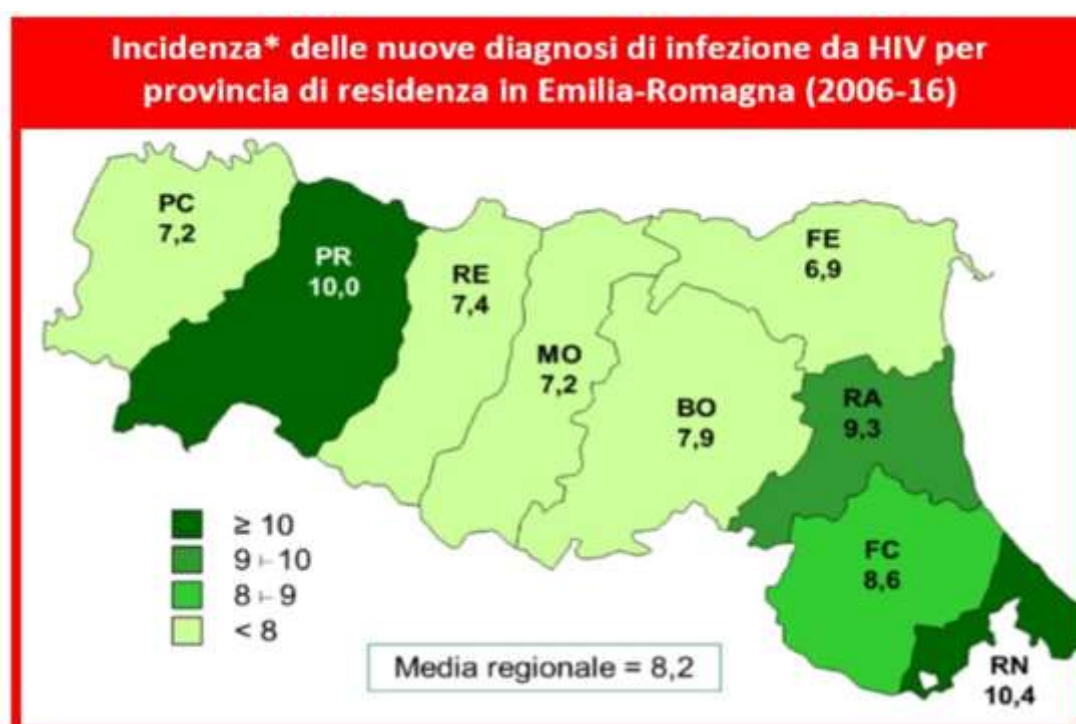 Incidenza* delle nuove diagnosi di infezione da HIV per
provincia di residenza in Emilia-Romagna (2006-16)
PC
7,2
PR
10,0
RE
7,4
MO
7,2
BO
7,9
FE
6,9
RA
9,3
FC
8,6
RN
10,4
≥ 10
9 ⊢ 10
8 ⊢ 9
< 8
Media regionale = 8,2